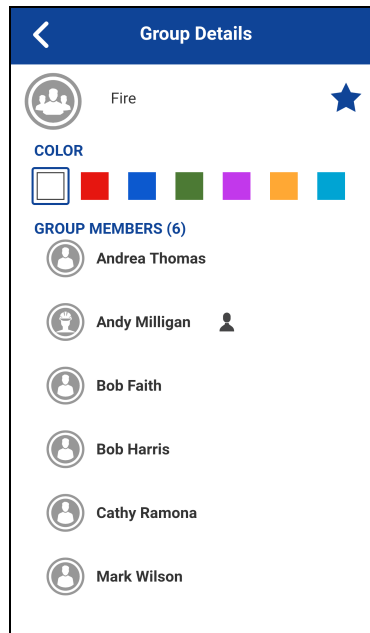 Group Details
Fire
COLOR
GROUP MEMBERS (6)
Andrea Thomas
Andy Milligan
Bob Faith
Bob Harris
Cathy Ramona
Mark Wilson